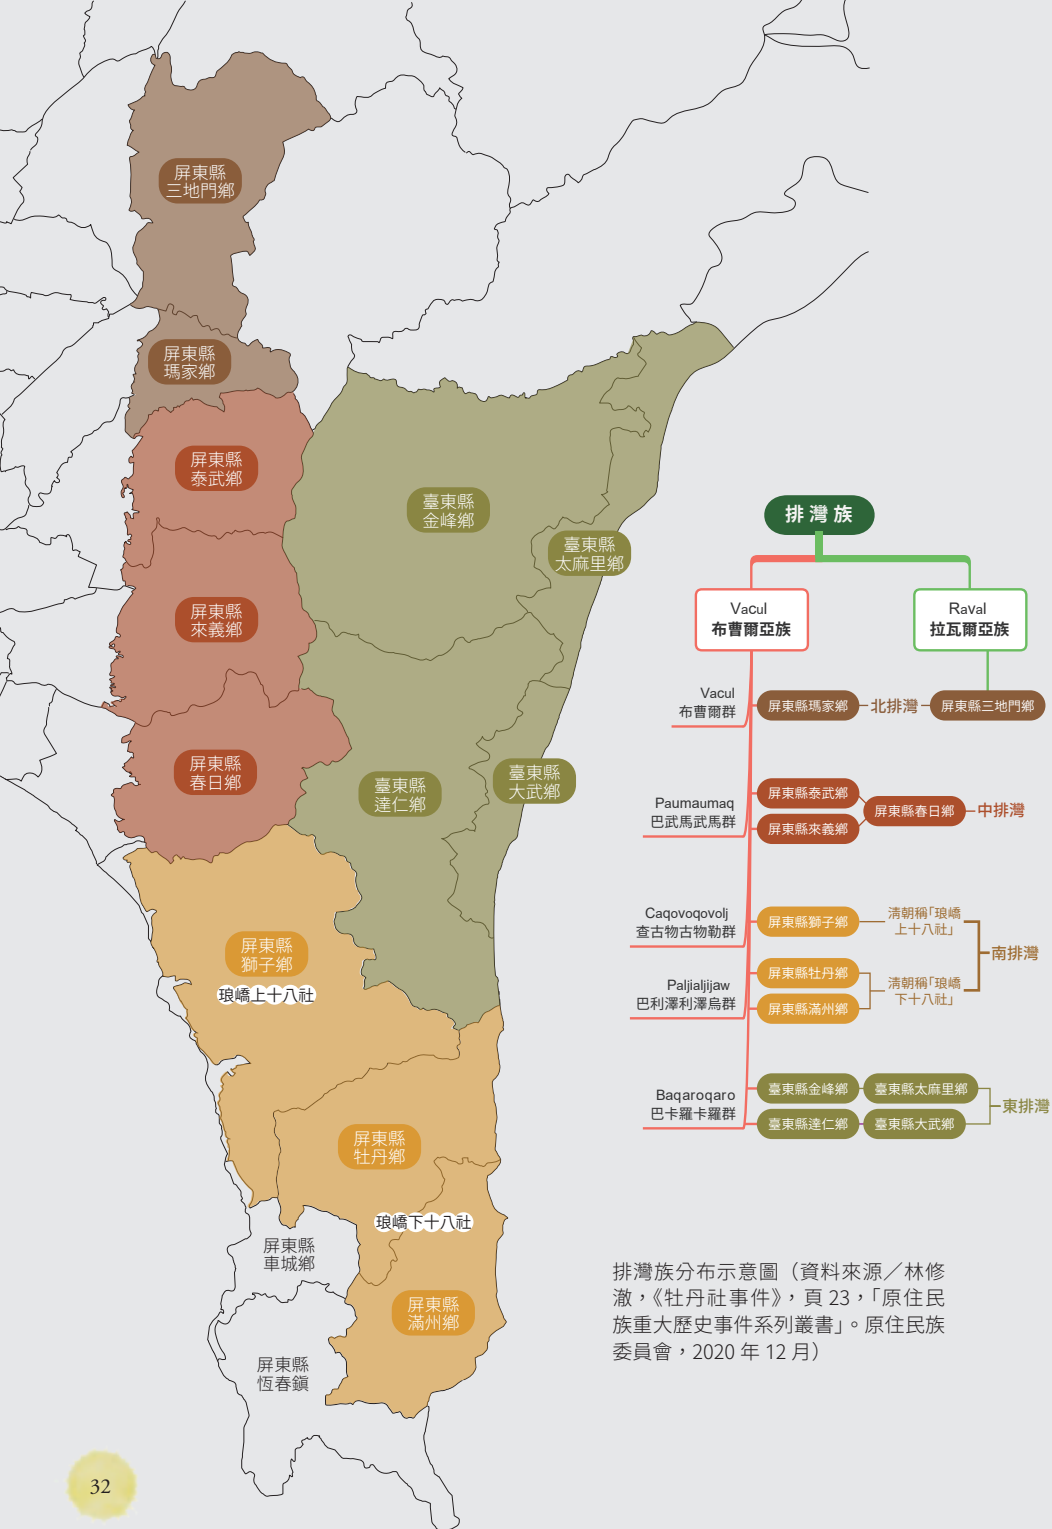 屏東縣
三地門鄉
屏東縣
瑪家鄉
屏東縣
泰武鄉
屏東縣
來義鄉
屏東縣
春日鄉
臺東縣
金峰鄉
臺東縣
太麻里鄉
臺東縣
達仁鄉
臺東縣
大武鄉
屏東縣
獅子鄉
琅嶠上十八社
屏東縣
牡丹鄉
琅嶠下十八社
屏東縣
車城鄉
屏東縣
滿州鄉
屏東縣
恆春鎮
排灣族
Vacul
布曹爾亞族
Raval
拉瓦爾亞族
Vacul
布曹爾群
屏東縣瑪家鄉
北排灣
屏東縣三地門鄉
Paumaumaq
巴武馬武馬群
屏東縣泰武鄉
屏東縣來義鄉
屏東縣春日鄉
中排灣
Caqovoqovolj
查古物古物勒群
屏東縣獅子鄉
清朝稱「琅嶠
上十八社」
Paljialjijaw
巴利澤利澤烏群
屏東縣牡丹鄉
屏東縣滿州鄉
清朝稱「琅嶠
下十八社」
南排灣
Baqaroqaro
巴卡羅卡羅群
臺東縣金峰鄉
臺東縣太麻里鄉
臺東縣達仁鄉
臺東縣大武鄉
東排灣
排灣族分布示意圖（資料來源／林修
澈，《牡丹社事件》，頁 23，「原住民
族重大歷史事件系列叢書」。原住民族
委員會，2020 年 12 月）
32